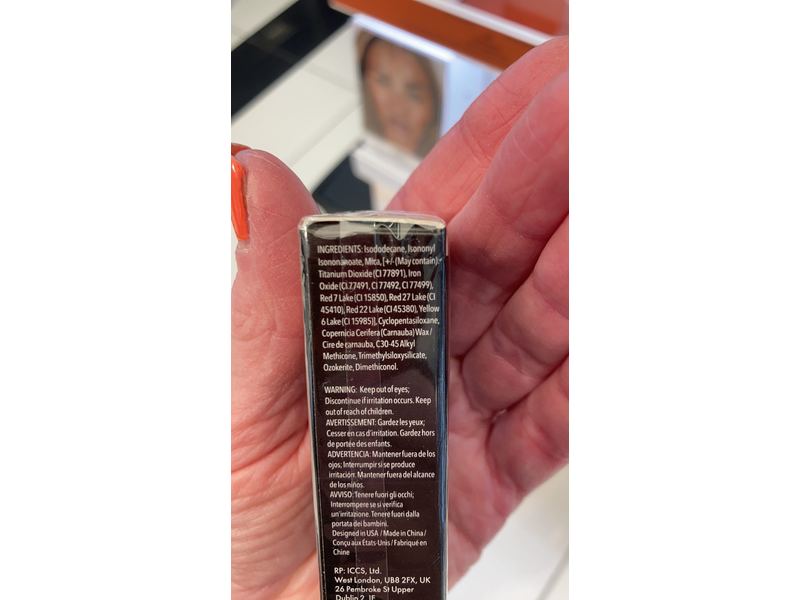 INGREDIENTS: Isododecane, Isononyl
Isononanoate, Mica, [+/- (May contain):
Titanium Dioxide (CI 77891), Iron
Oxide (CI 77491, CI 77492, CI 77499),
Red 7 Lake (CI 15850), Red 27 Lake (CI
45410), Red 22 Lake (CI 45380), Yellow
6 Lake (CI 15985)], Cyclopentasiloxane,
Copernicia Cerifera (Carnauba) Wax /
Cire de carnauba, C30-45 Alkyl
Methicone, Trimethylsiloxysilicate,
Ozokerite, Dimethiconol.
WARNING: Keep out of eyes;
Discontinue if irritation occurs. Keep
out of reach of children.
AVERTISSEMENT: Gardez les yeux;
Cesser en cas d'irritation. Gardez hors
de portée des enfants.
ADVERTENCIA: Mantener fuera de los
ojos; Interrumpir si se produce
irritación. Mantener fuera del alcance
de los niños.
AVVISO: Tenere fuori gli occhi;
Interrompere se si verifica
un'irritazione. Tenere fuori dalla
portata dei bambini.
Designed in USA / Made in China /
Conçu aux États-Unis / Fabriqué en
Chine
RP: ICCS, Ltd.
West London, UB8 2FX, UK
26 Pembroke St Upper
Dublin 2, IE